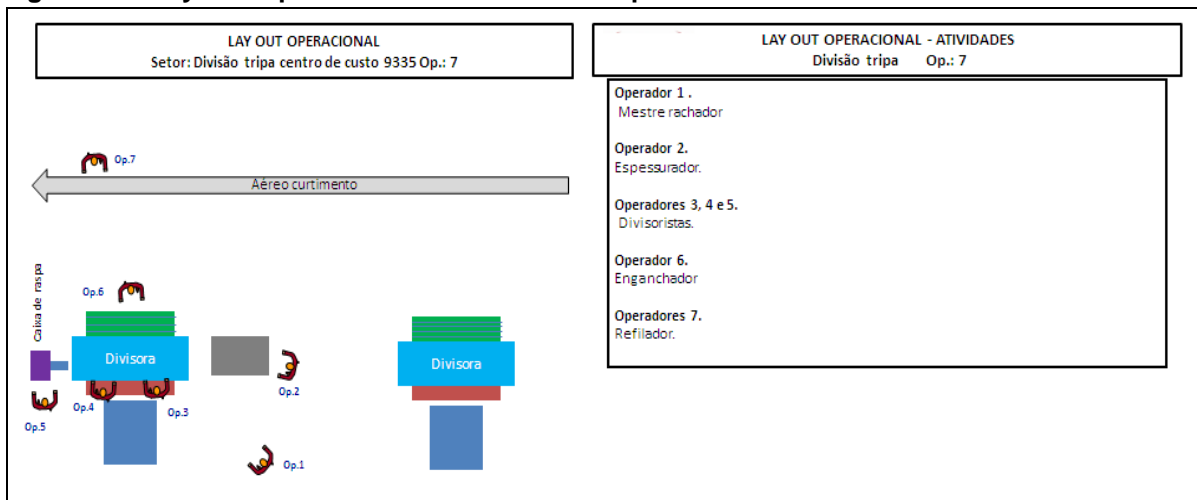 LAY OUT OPERACIONAL
Setor: Divisão tripa centro de custo 9335 Op.: 7
Op.7
Aéreo curtimento
Caixa de raspa
Op.6
Divisora
Op.2
Op.4
Op.3
Op.5
Op.1
Divisora
LAY OUT OPERACIONAL - ATIVIDADES
Divisão tripa Op.: 7
Operador 1 .
Mestre rachador
Operador 2.
Espessurador.
Operadores 3, 4 e 5.
Divisoristas.
Operador 6.
Enganchador
Operadores 7.
Refilador.